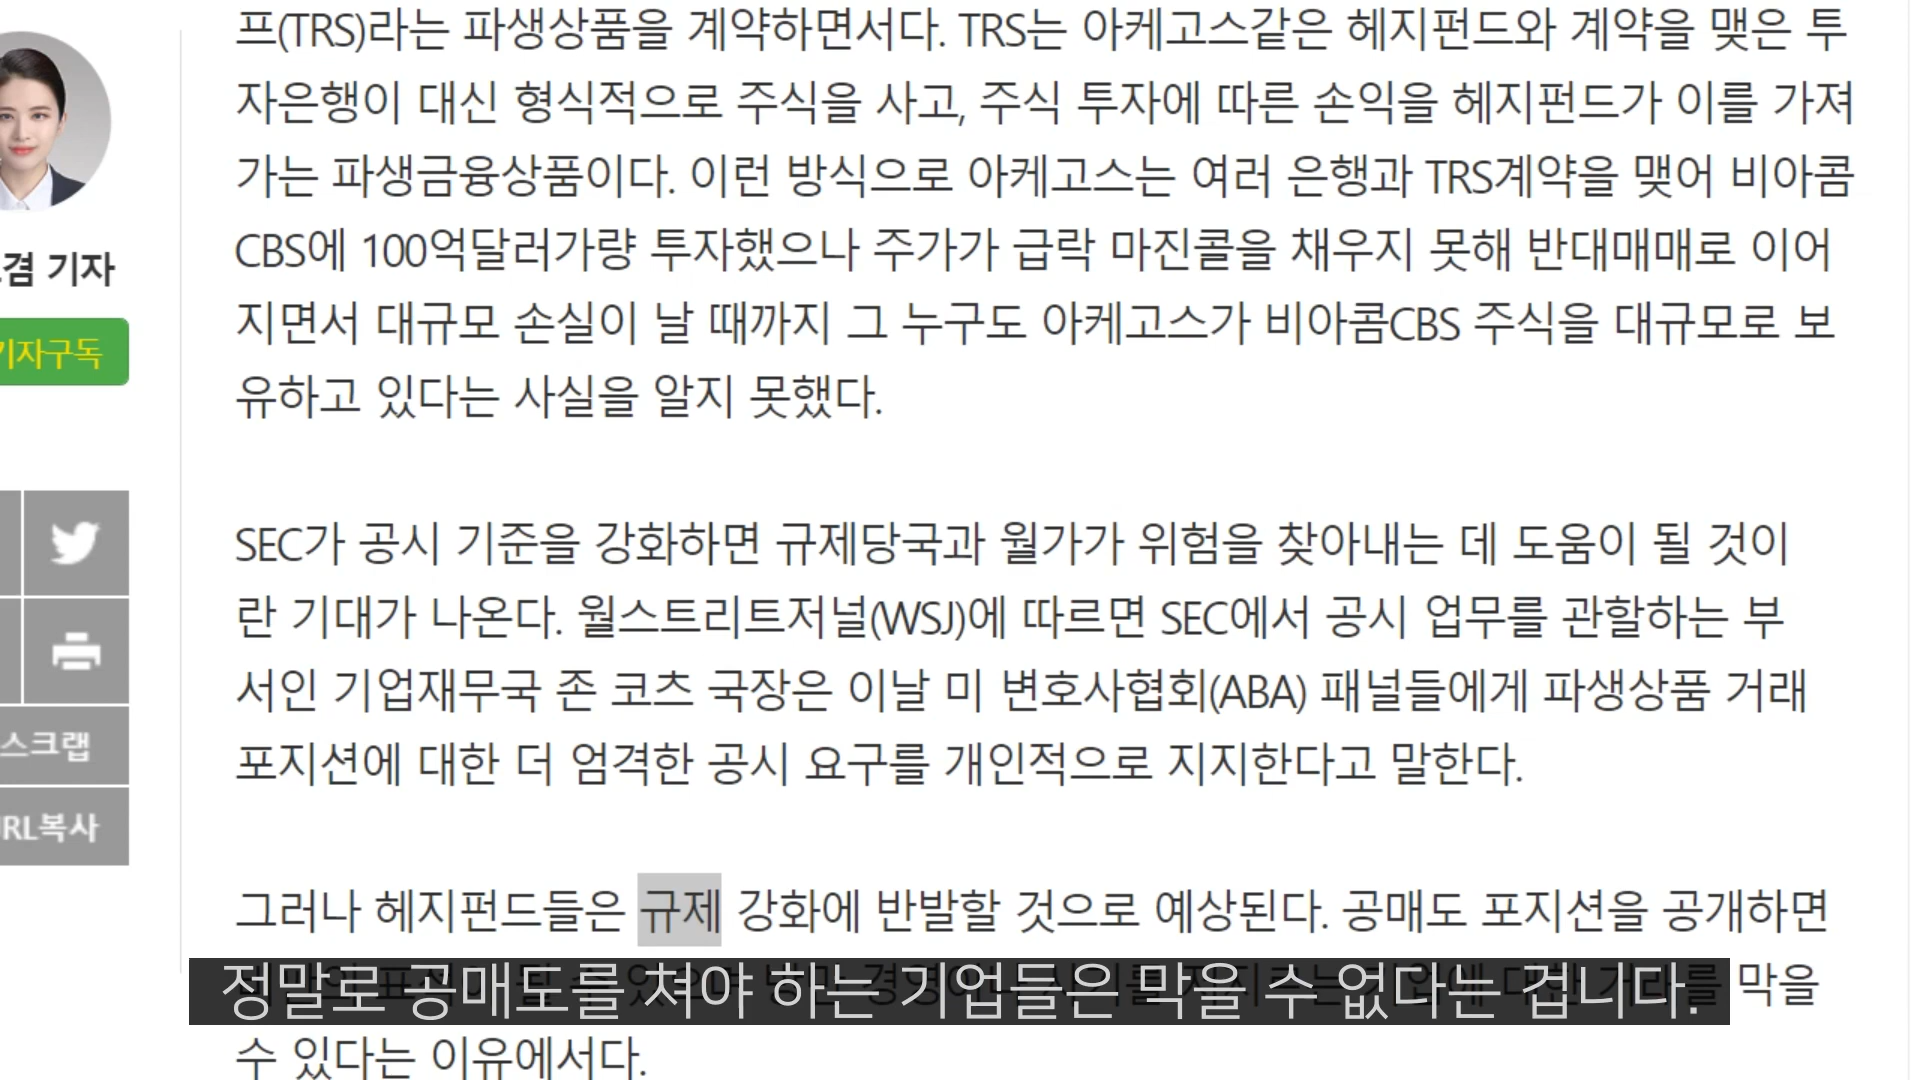 프(TRS)라는 파생상품을 계약하면서다. TRS는 아케고스같은 헤지펀드와 계약을 맺은 투
자은행이 대신 형식적으로 주식을 사고, 주식 투자에 따른 손익을 헤지펀드가 이를 가져
가는 파생금융상품이다. 이런 방식으로 아케고스는 여러 은행과 TRS계약을 맺어 비아콤
CBS에 100억달러가량 투자했으나 주가가 급락 마진콜을 채우지 못해 반대매매로 이어
지면서 대규모 손실이 날 때까지 그 누구도 아케고스가 비아콤CBS 주식을 대규모로 보
유하고 있다는 사실을 알지 못했다.
SEC가 공시 기준을 강화하면 규제당국과 월가가 위험을 찾아내는 데 도움이 될 것이
란 기대가 나온다. 월스트리트저널(WSJ)에 따르면 SEC에서 공시 업무를 관할하는 부
서인 기업재무국 존 코츠 국장은 이날 미 변호사협회(ABA) 패널들에게 파생상품 거래
포지션에 대한 더 엄격한 공시 요구를 개인적으로 지지한다고 말한다.
그러나 헤지펀드들은 규제 강화에 반발할 것으로 예상된다. 공매도 포지션을 공개하면
막을
수 있다는 이유에서다.
정말로 공매도를 쳐야 하는 기업들은 막을 수 없다는 겁니다.
겸 기자
기자구독
스크랩
URL복사